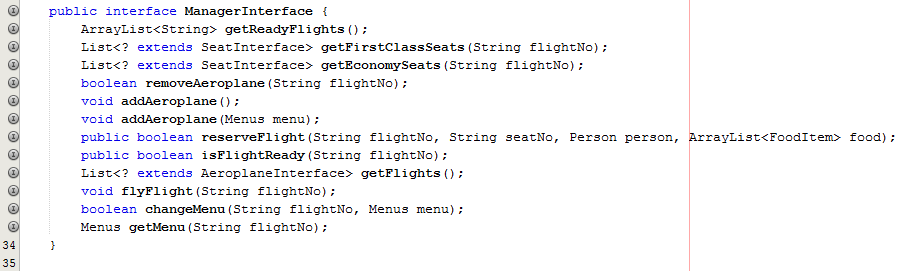 public interface ManagerInterface {
ArrayList<String> getReadyFlights();
List<? extends SeatInterface> getFirstClassSeats(String flightNo);
List<? extends SeatInterface> getEconomySeats(String flightNo);
boolean removeAeroplane(String flightNo);
void addAeroplane();
void addAeroplane(Menus menu);
public boolean reserveFlight(String flightNo, String seatNo, Person person, ArrayList<FoodItem> food);
public boolean isFlightReady(String flightNo);
List<? extends AeroplaneInterface> getFlights();
void flyFlight(String flightNo);
boolean changeMenu(String flightNo, Menus menu);
Menus getMenu(String flightNo);
34 }
35